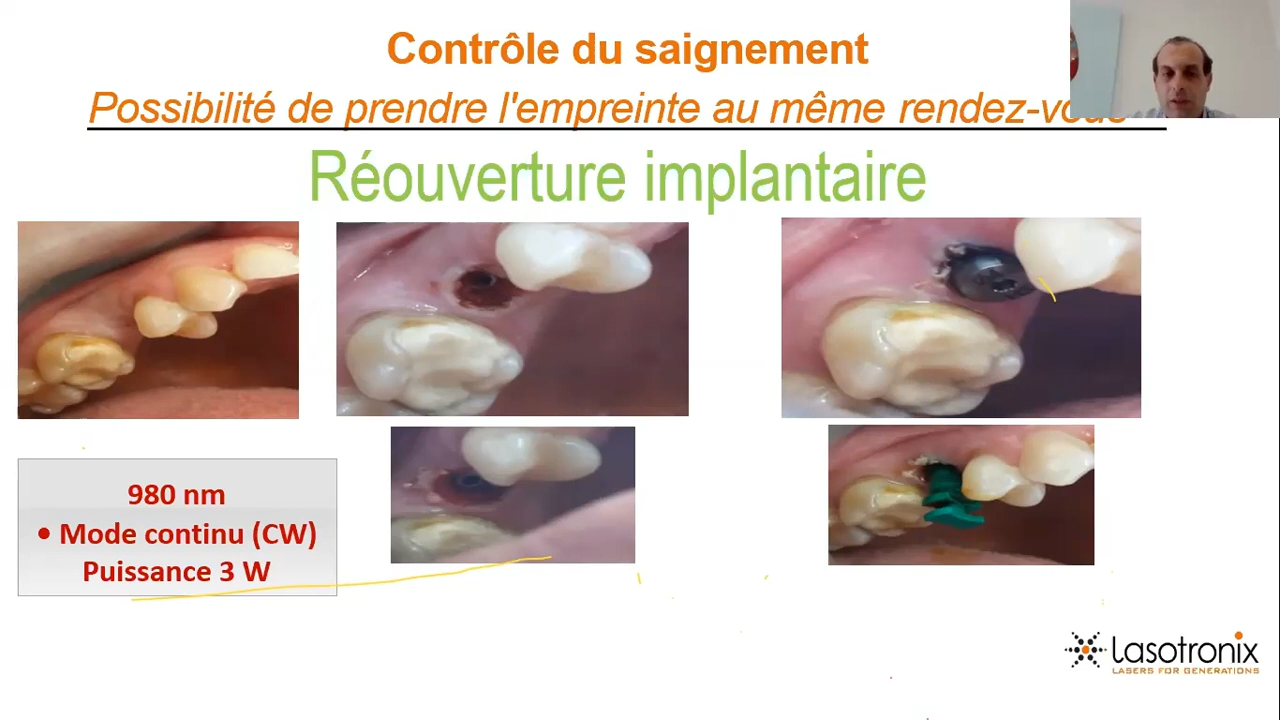 Contrôle du saignement
Possibilité de prendre l'empreinte au même rendez-vous
Réouverture implantaire
980 nm
• Mode continu (CW)
Puissance 3 W
Lasotronix
LASERS FOR GENERATIONS